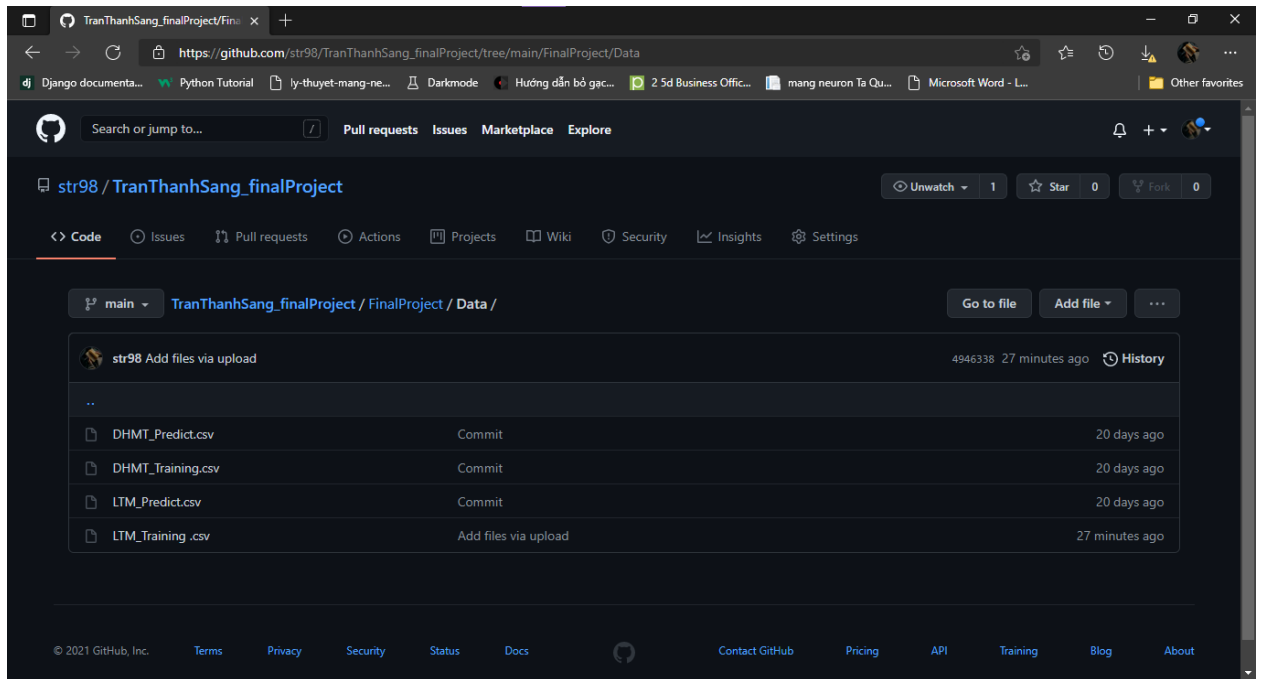 TranThanhSang_finalProject/Fina
https://github.com/str98/TranThanhSang_finalProject/tree/main/FinalProject/Data
dj Django documenta... W Python Tutorial ly-thuyet-mang-ne... Darkmode Hướng dẫn bỏ gạc... 2 5d Business Offic... mang neuron Ta Qu... Microsoft Word - L... Other favorites
Search or jump to... / Pull requests Issues Marketplace Explore
str98 / TranThanhSang_finalProject Unwatch 1 Star 0 Fork 0
<> Code Issues Pull requests Actions Projects Wiki Security Insights Settings
main TranThanhSang_finalProject / FinalProject / Data / Go to file Add file ...
str98 Add files via upload 4946338 27 minutes ago History
..
DHMT_Predict.csv Commit 20 days ago
DHMT_Training.csv Commit 20 days ago
LTM_Predict.csv Commit 20 days ago
LTM_Training .csv Add files via upload 27 minutes ago
© 2021 GitHub, Inc. Terms Privacy Security Status Docs Contact GitHub Pricing API Training Blog About